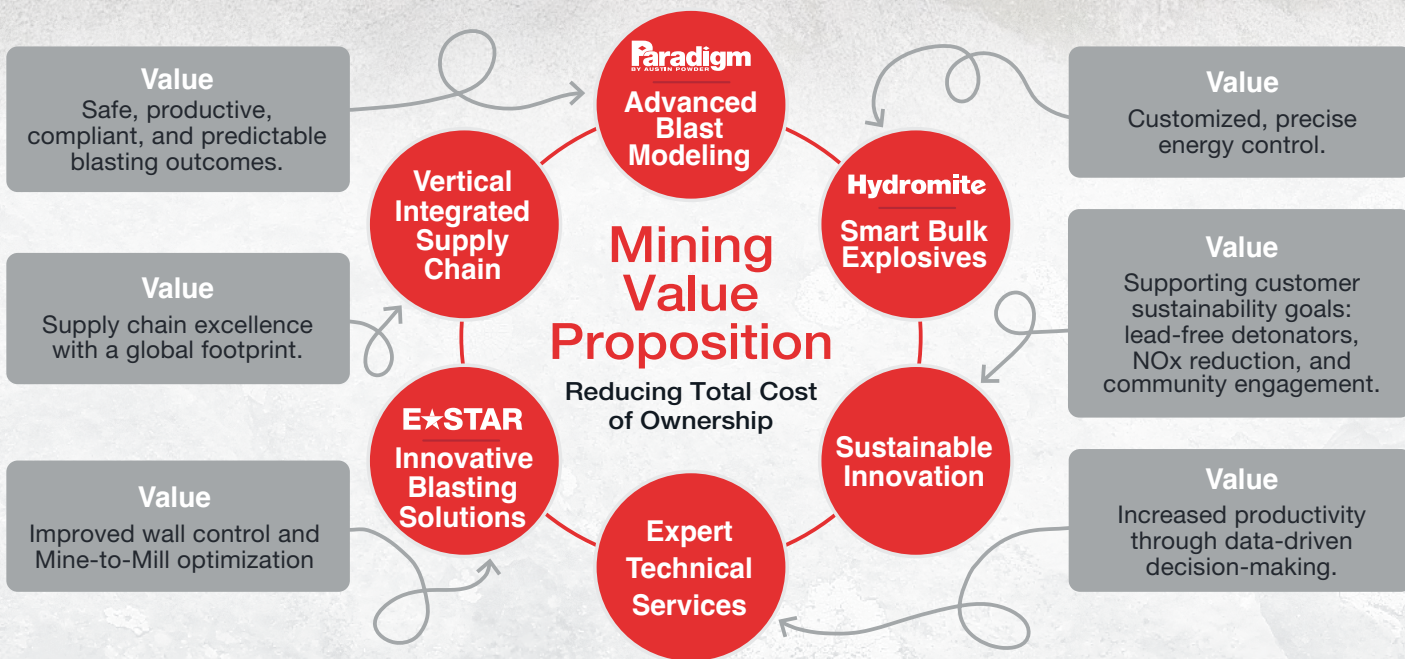 Value
Safe, productive,
compliant, and predictable
blasting outcomes.
Value
Supply chain excellence
with a global footprint.
Value
Improved wall control and
Mine-to-Mill optimization
Paradigm
BY AUSTIN POWDER
Advanced
Blast
Modeling
Vertical
Integrated
Supply
Chain
Hydromite
Smart Bulk
Explosives
Mining
Value
Proposition
Reducing Total Cost
of Ownership
E★STAR
Innovative
Blasting
Solutions
Sustainable
Innovation
Expert
Technical
Services
Value
Customized, precise
energy control.
Value
Supporting customer
sustainability goals:
lead-free detonators,
NOx reduction, and
community engagement.
Value
Increased productivity
through data-driven
decision-making.